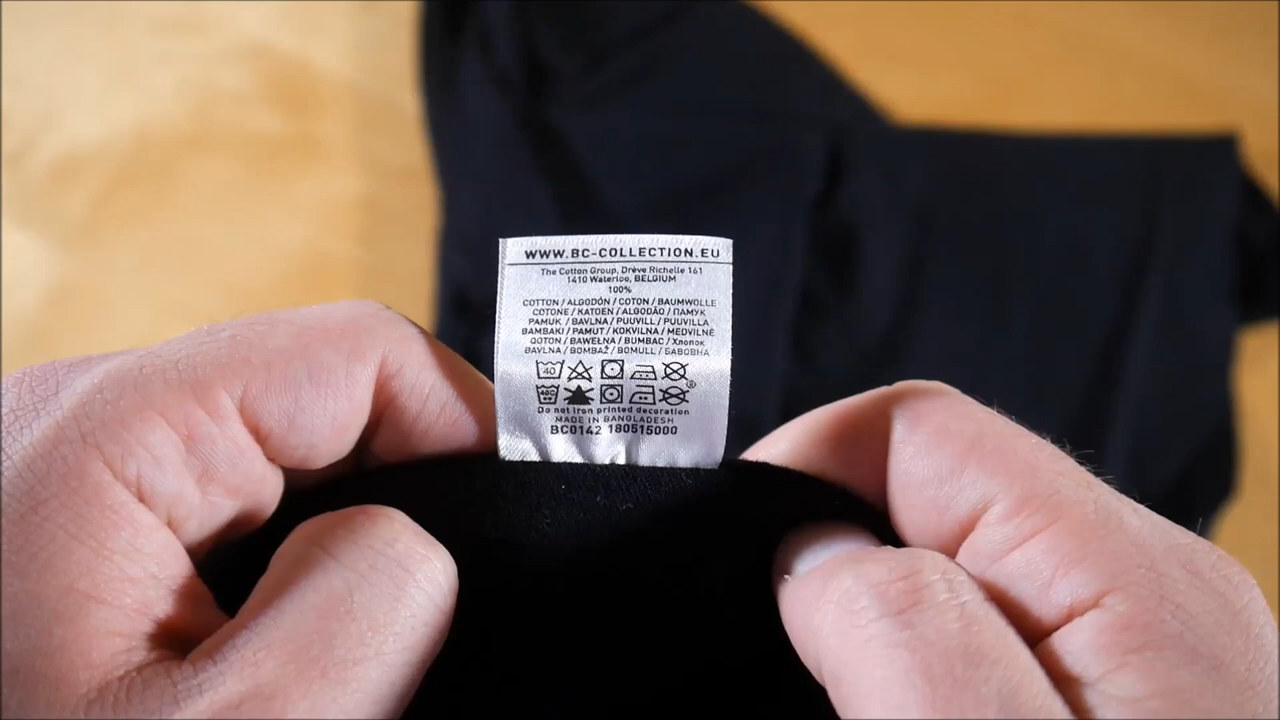 WWW.BC-COLLECTION.EU
The Cotton Group, Drève Richelle 161
1410 Waterloo, BELGIUM
100%
COTTON / ALGODÓN / COTON / BAUMWOLLE
COTONE / KATOEN / ALGODÃO / ПАМУК
PAMUK / BAVLNA / PUUVILL / PUUVILLA
BAMBAKI / PAMUT / KOKVILNA / MEDVILNĖ
QOTON / BAWEŁNA / BUMBAC / Хлопок
BAVLNA / BOMBAŽ / BOMULL / БАВОВНА
40
40C ®
Do not iron printed decoration
MADE IN BANGLADESH
BC0142 180515000